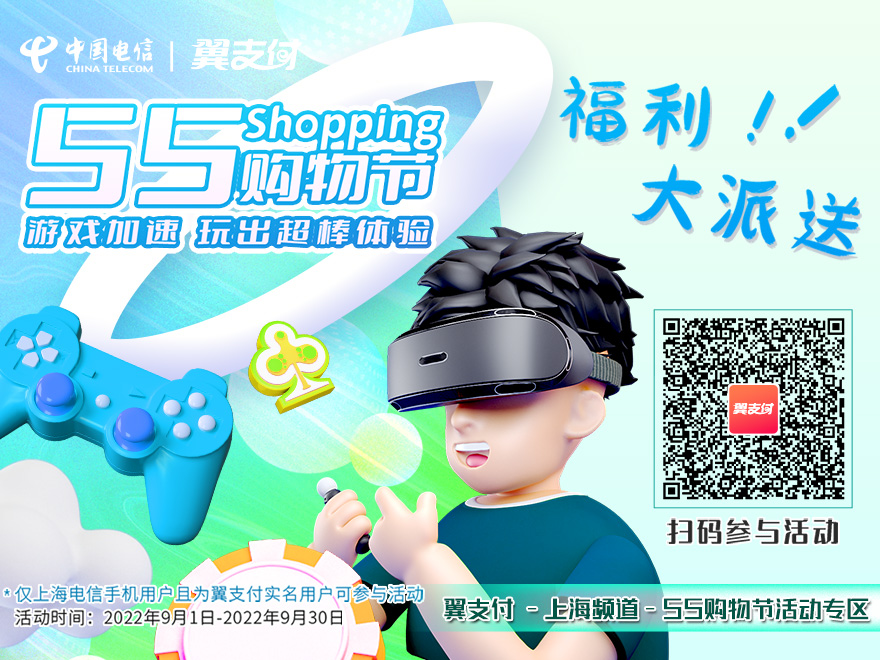 中国电信
CHINA TELECOM
翼支付
55 Shopping
购物节
游戏加速 玩出超棒体验
福利!!
大派送
翼支付
扫码参与活动
*仅上海电信手机用户且为翼支付实名用户可参与活动
活动时间：2022年9月1日-2022年9月30日
翼支付 - 上海频道 - 55购物节活动专区